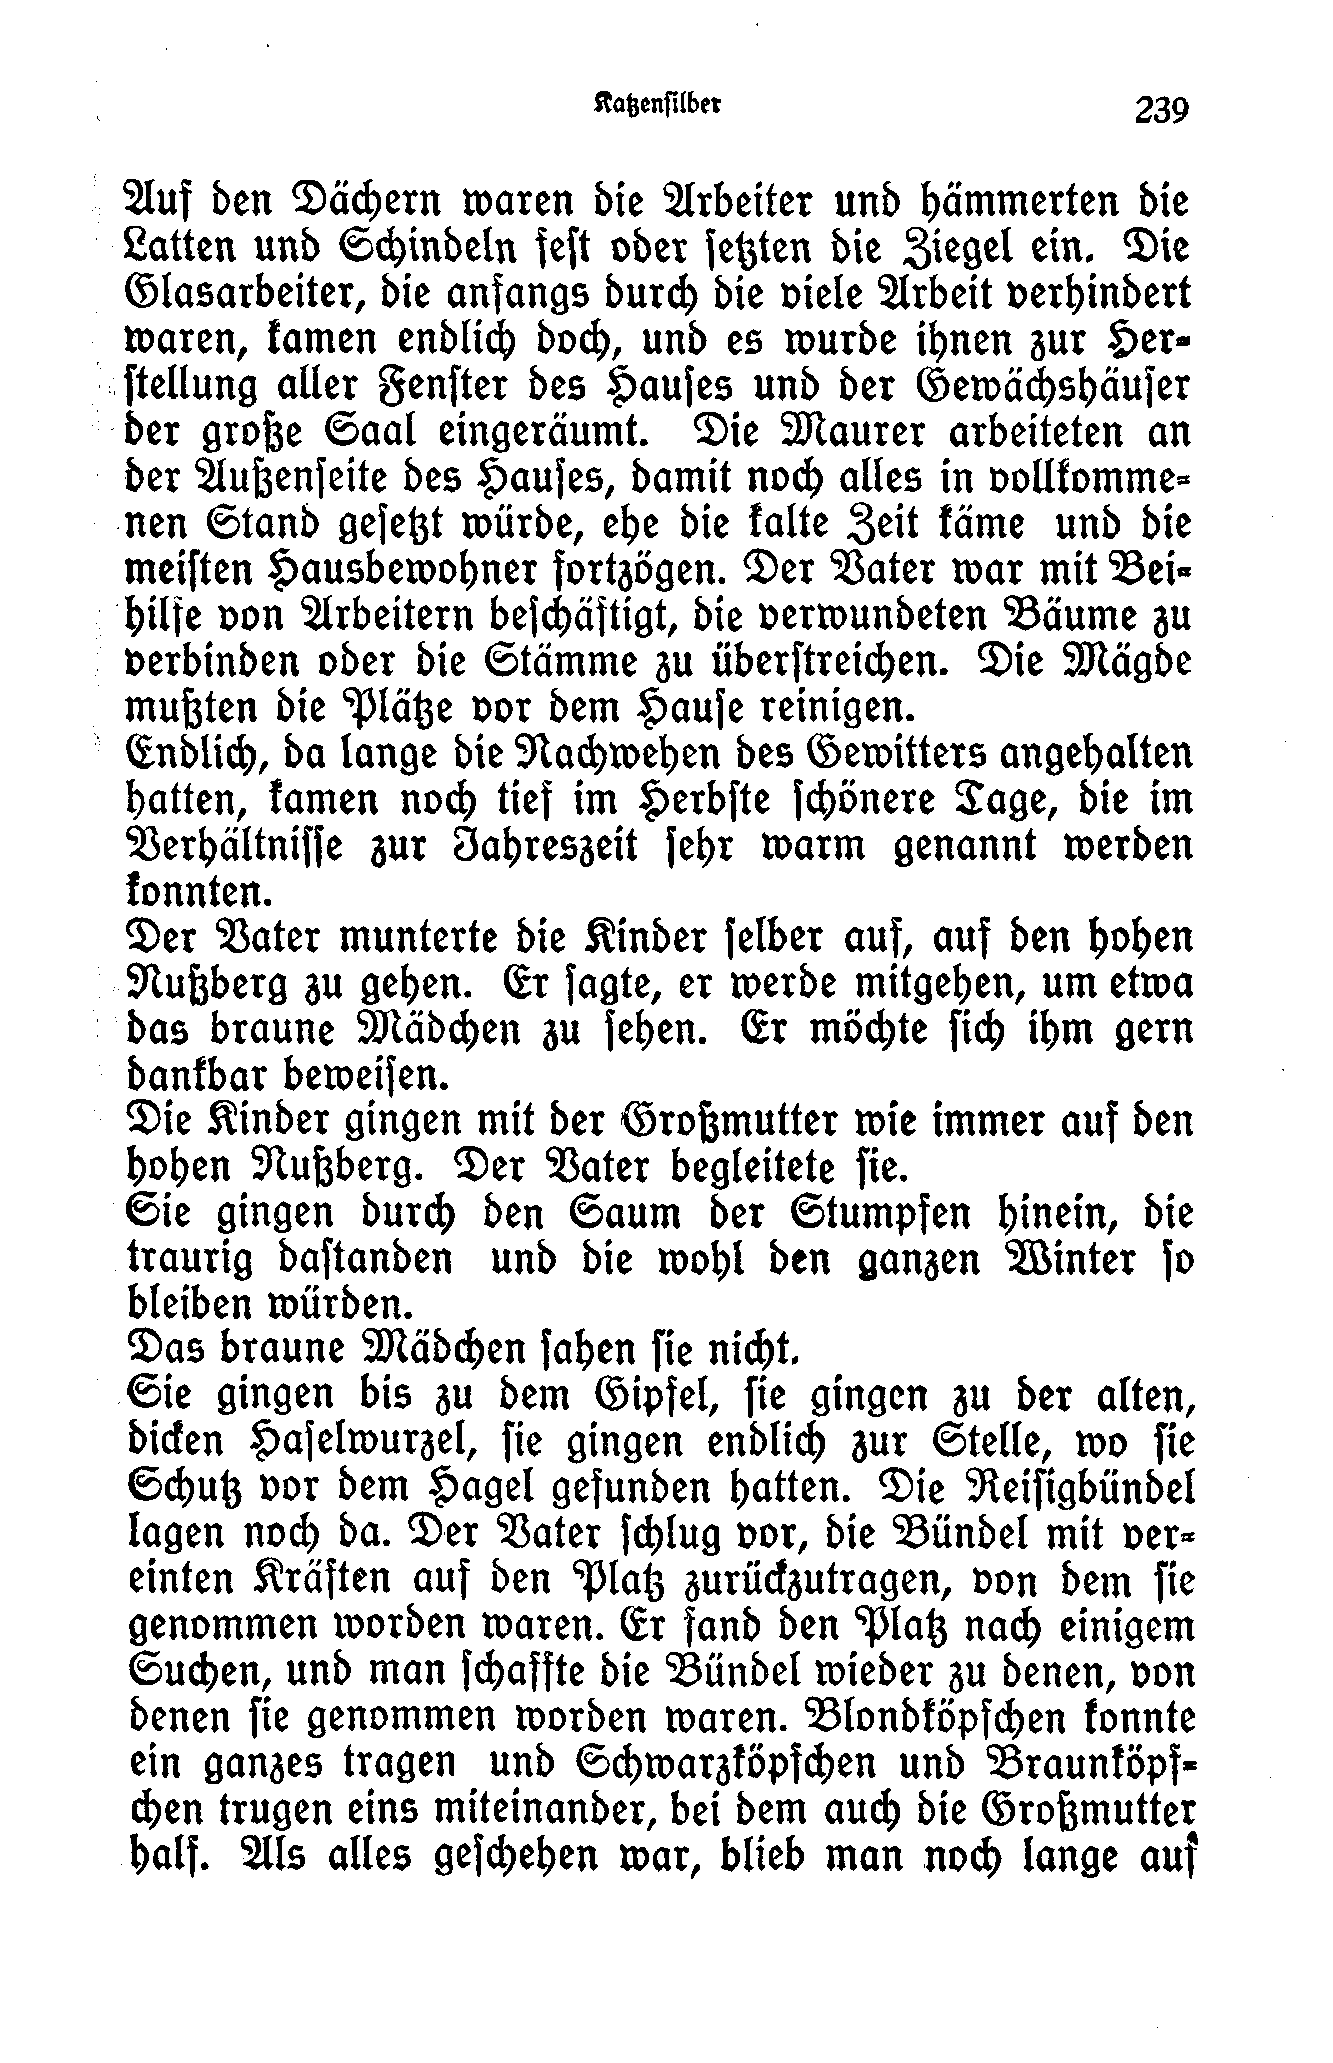 Katzensilber 239
Auf den Dächern waren die Arbeiter und hämmerten die
Latten und Schindeln fest oder setzten die Ziegel ein. Die
Glasarbeiter, die anfangs durch die viele Arbeit verhindert
waren, kamen endlich doch, und es wurde ihnen zur Her-
stellung aller Fenster des Hauses und der Gewächshäuser
der große Saal eingeräumt. Die Maurer arbeiteten an
der Außenseite des Hauses, damit noch alles in vollkomme-
nen Stand gesetzt würde, ehe die kalte Zeit käme und die
meisten Hausbewohner fortzögen. Der Vater war mit Bei-
hilfe von Arbeitern beschäftigt, die verwundeten Bäume zu
verbinden oder die Stämme zu überstreichen. Die Mägde
mußten die Plätze vor dem Hause reinigen.
Endlich, da lange die Nachwehen des Gewitters angehalten
hatten, kamen noch tief im Herbste schönere Tage, die im
Verhältnisse zur Jahreszeit sehr warm genannt werden
konnten.
Der Vater munterte die Kinder selber auf, auf den hohen
Nußberg zu gehen. Er sagte, er werde mitgehen, um etwa
das braune Mädchen zu sehen. Er möchte sich ihm gern
dankbar beweisen.
Die Kinder gingen mit der Großmutter wie immer auf den
hohen Nußberg. Der Vater begleitete sie.
Sie gingen durch den Saum der Stumpfen hinein, die
traurig dastanden und die wohl den ganzen Winter so
bleiben würden.
Das braune Mädchen sahen sie nicht.
Sie gingen bis zu dem Gipfel, sie gingen zu der alten,
dicken Haselwurzel, sie gingen endlich zur Stelle, wo sie
Schutz vor dem Hagel gefunden hatten. Die Reisigbündel
lagen noch da. Der Vater schlug vor, die Bündel mit ver-
einten Kräften auf den Platz zurückzutragen, von dem sie
genommen worden waren. Er fand den Platz nach einigem
Suchen, und man schaffte die Bündel wieder zu denen, von
denen sie genommen worden waren. Blondköpfchen konnte
ein ganzes tragen und Schwarzköpfchen und Braunköpf-
chen trugen eins miteinander, bei dem auch die Großmutter
half. Als alles geschehen war, blieb man noch lange auf